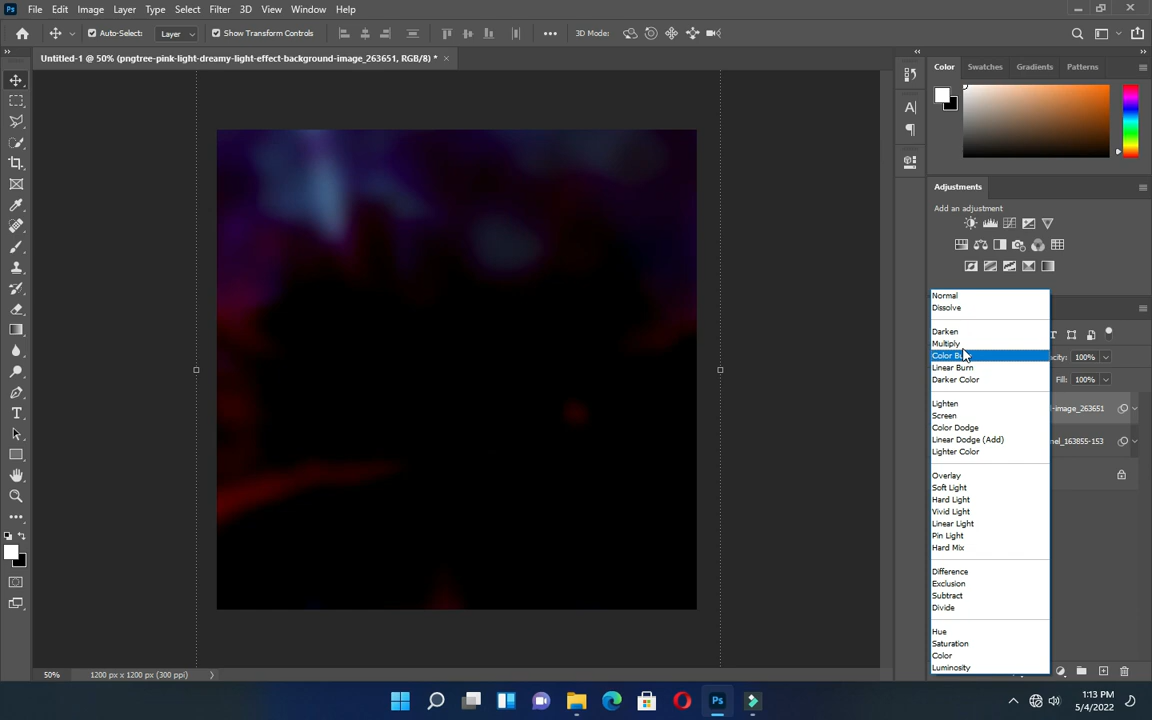 Ps File Edit Image Layer Type Select Filter 3D View Window Help
Auto-Select: Layer Show Transform Controls 3D Mode:
Untitled-1 @ 50% (pngtree-pink-light-dreamy-light-effect-background-image_263651, RGB/8) *
Color Swatches Gradients Patterns
Adjustments
Add an adjustment
Normal
Dissolve
Darken
Multiply
Color Bu
Linear Burn
Darker Color
Lighten
Screen
Color Dodge
Linear Dodge (Add)
Lighter Color
Overlay
Soft Light
Hard Light
Vivid Light
Linear Light
Pin Light
Hard Mix
Difference
Exclusion
Subtract
Divide
Hue
Saturation
Color
Luminosity
acity: 100%
Fill: 100%
-image_263651
nel_163855-153
50% 1200 px x 1200 px (300 ppi)
Ps
1:13 PM
5/4/2022